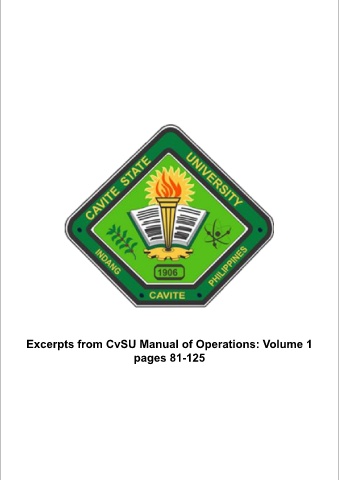 CAVITE STATE UNIVERSITY
INDANG
1906
PHILIPPINES
CAVITE
Excerpts from CvSU Manual of Operations: Volume 1
pages 81-125